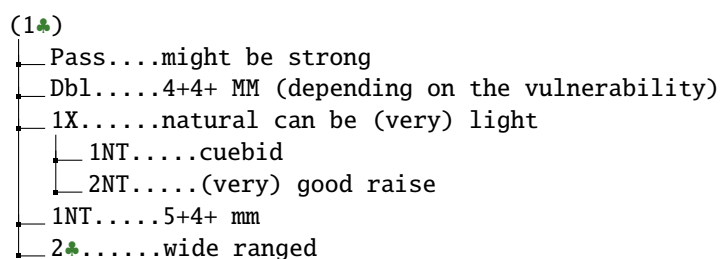 (1♣)
Pass....might be strong
Dbl.....4+4+ MM (depending on the vulnerability)
1X......natural can be (very) light
1NT.....cuebid
2NT.....(very) good raise
1NT.....5+4+ mm
2♣......wide ranged